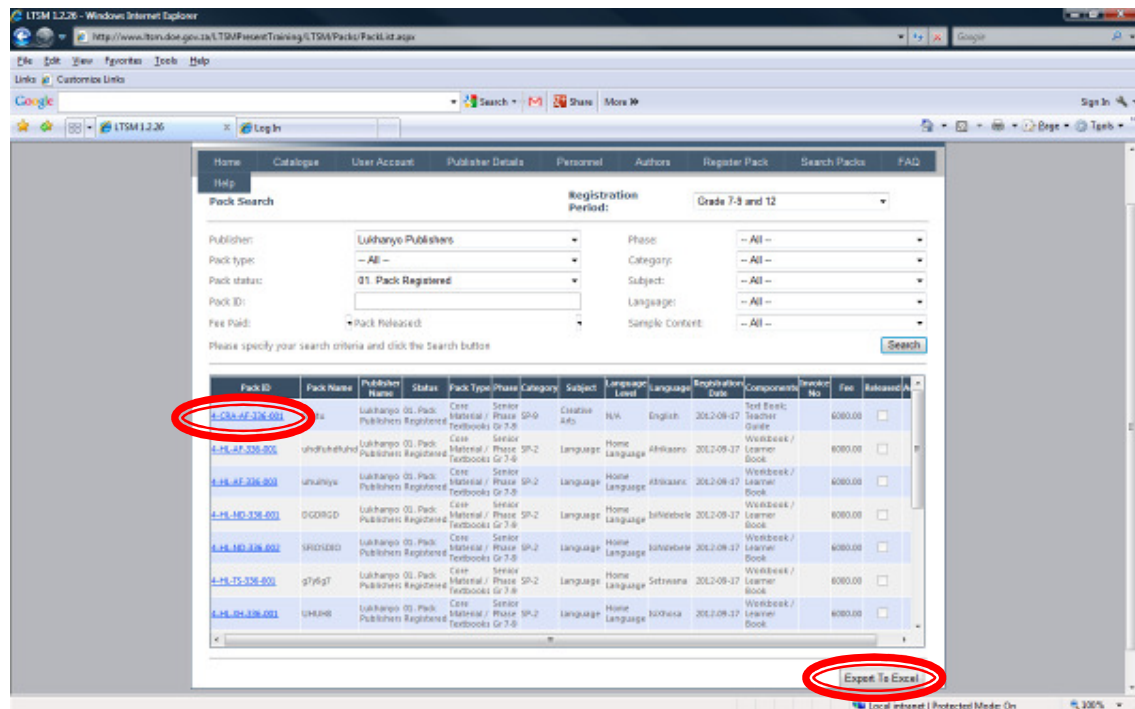 LTSM 1.2.26 - Windows Internet Explorer
http://www.ltsm.doe.gov.za/LTSMPresentTraining/LTSM/Packs/PackList.aspx
Google
File Edit View Favorites Tools Help
Links Customize Links
Google Search Share More » Sign In
LTSM 1.2.26 Log In Page Tools
Home Catalogue User Account Publisher Details Personnel Authors Register Pack Search Packs FAQ
Help
Pack Search Registration Period: Grade 7-9 and 12
Publisher: Lukhanyo Publishers Phase: -- All --
Pack type: -- All -- Category: -- All --
Pack status: 01. Pack Registered Subject: -- All --
Pack ID: Language: -- All --
Fee Paid: Pack Released: Sample Content: -- All --
Please specify your search criteria and click the Search button Search
Pack ID Pack Name Publisher Name Status Pack Type Phase Category Subject Language Level Language Registration Date Components Invoice No Fee Released
4-CRA-AF-336-001 Lukhanyo Publishers 01. Pack Registered Core Material / Textbooks Senior Phase Gr 7-9 SP-9 Creative Arts N/A English 2012-09-17 Text Book; Teacher Guide 6000.00
4-HL-AF-336-001 Lukhanyo Publishers 01. Pack Registered Core Material / Textbooks Senior Phase Gr 7-9 SP-2 Language Home Language Afrikaans 2012-09-17 Workbook / Learner Book 6000.00
4-HL-AF-336-003 Lukhanyo Publishers 01. Pack Registered Core Material / Textbooks Senior Phase Gr 7-9 SP-2 Language Home Language Afrikaans 2012-09-17 Workbook / Learner Book 6000.00
4-HL-ND-336-001 Lukhanyo Publishers 01. Pack Registered Core Material / Textbooks Senior Phase Gr 7-9 SP-2 Language Home Language IsiNdebele 2012-09-17 Workbook / Learner Book 6000.00
4-HL-ND-336-002 Lukhanyo Publishers 01. Pack Registered Core Material / Textbooks Senior Phase Gr 7-9 SP-2 Language Home Language IsiNdebele 2012-09-17 Workbook / Learner Book 6000.00
4-HL-TS-336-001 g7y6g7 Lukhanyo Publishers 01. Pack Registered Core Material / Textbooks Senior Phase Gr 7-9 SP-2 Language Home Language Setswana 2012-09-17 Workbook / Learner Book 6000.00
4-HL-XH-336-001 UHUH8 Lukhanyo Publishers 01. Pack Registered Core Material / Textbooks Senior Phase Gr 7-9 SP-2 Language Home Language IsiXhosa 2012-09-17 Workbook / Learner Book 6000.00
Export To Excel
Local intranet | Protected Mode: On 100%